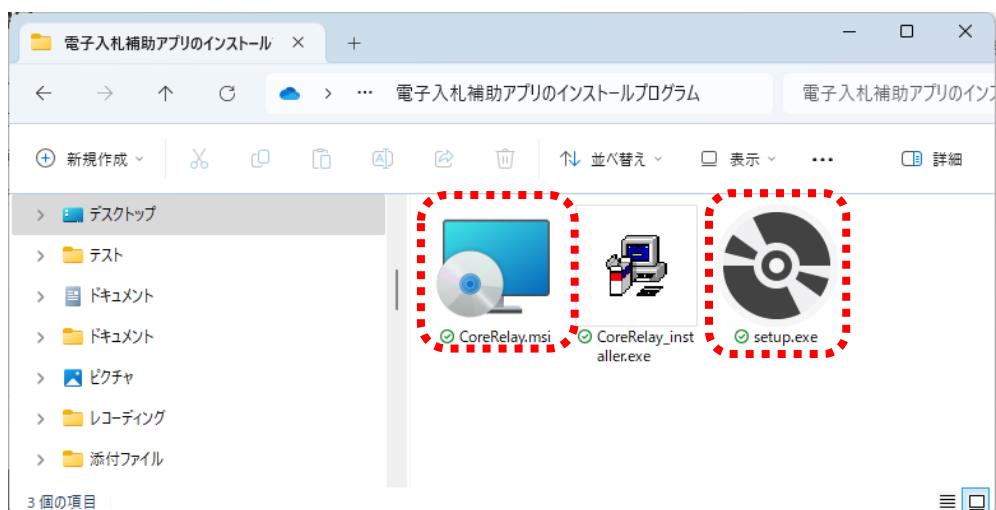 電子入札補助アプリのインストール
電子入札補助アプリのインストールプログラム
電子入札補助アプリのイン
新規作成
並べ替え
表示
詳細
デスクトップ
テスト
ドキュメント
ドキュメント
ピクチャ
レコーディング
添付ファイル
CoreRelay.msi
CoreRelay_inst
aller.exe
setup.exe
3 個の項目